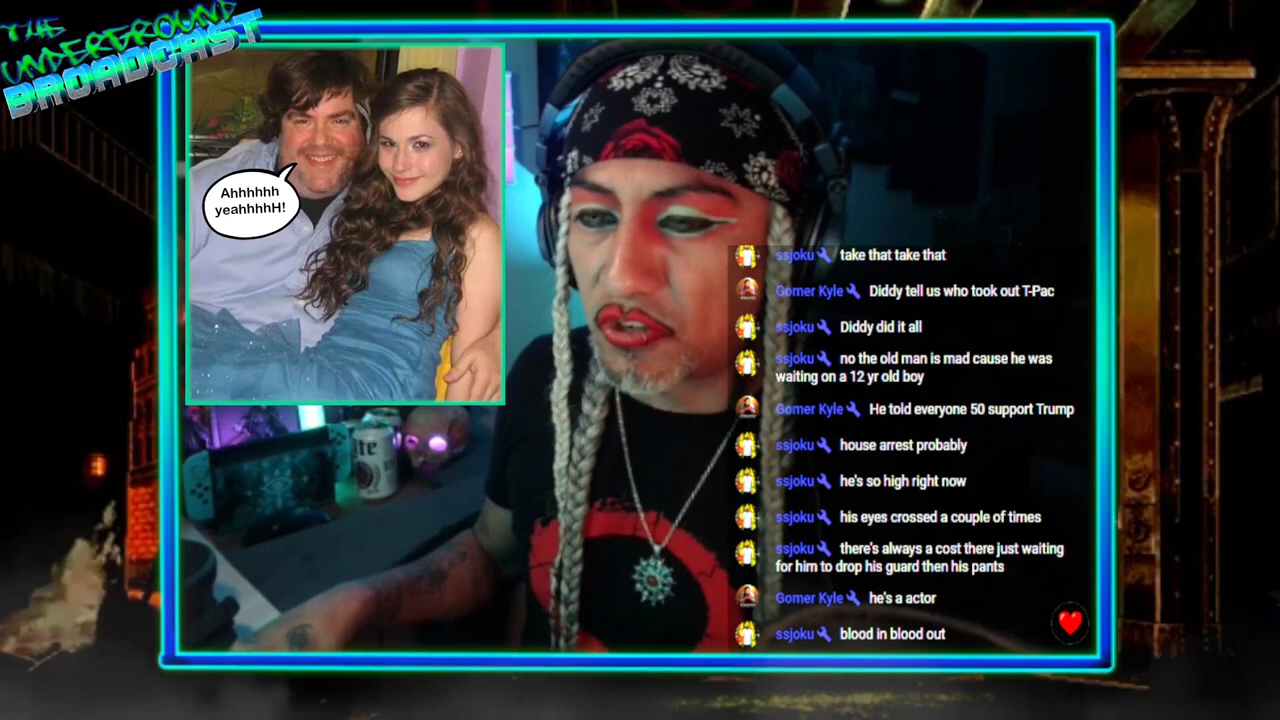 THE
UNDERGROUND
BROADCAST
Ahhhhhh
yeahhhhH!
ite
ssjoku take that take that
Gomer Kyle Diddy tell us who took out T-Pac
ssjoku Diddy did it all
ssjoku no the old man is mad cause he was
waiting on a 12 yr old boy
Gomer Kyle He told everyone 50 support Trump
ssjoku house arrest probably
ssjoku he's so high right now
ssjoku his eyes crossed a couple of times
ssjoku there's always a cost there just waiting
for him to drop his guard then his pants
Gomer Kyle he's a actor
ssjoku blood in blood out